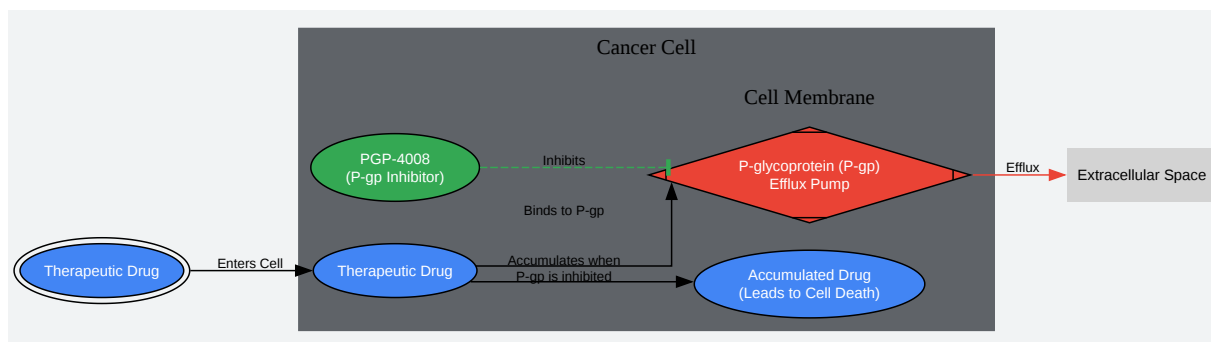 Cancer Cell
Cell Membrane
PGP-4008
(P-gp Inhibitor)
Inhibits
P-glycoprotein (P-gp)
Efflux Pump
Efflux
Extracellular Space
Binds to P-gp
Therapeutic Drug
Enters Cell
Therapeutic Drug
Accumulates when
P-gp is inhibited
Accumulated Drug
(Leads to Cell Death)